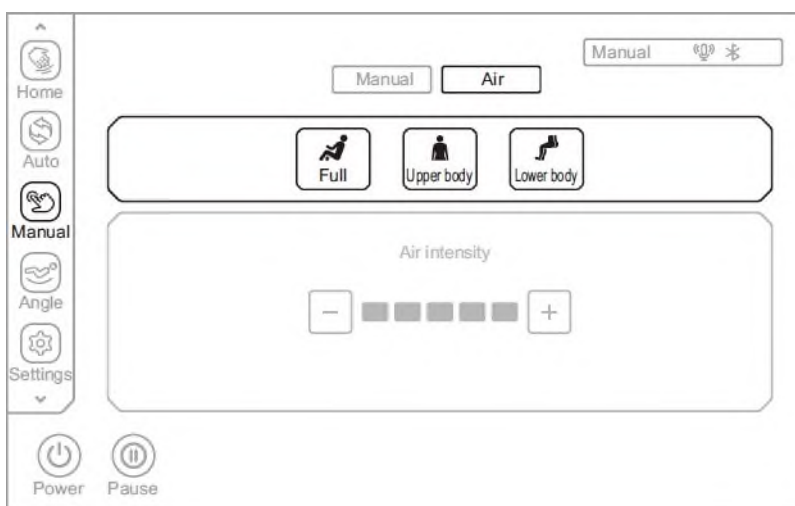 Home
Auto
Manual
Angle
Settings
Manual
Manual Air
Full Upper body Lower body
Air intensity
Power Pause